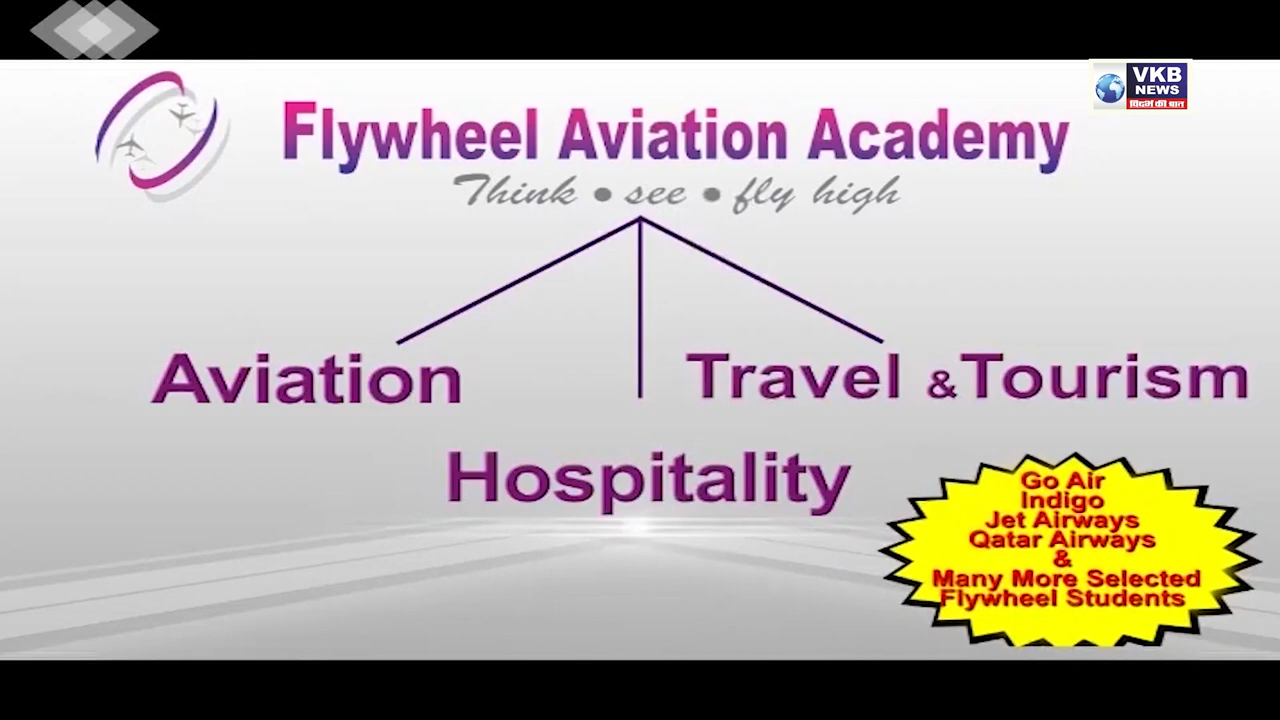 VKB
NEWS
विदर्भ की बात
Flywheel Aviation Academy
Think • see • fly high
Aviation
Travel & Tourism
Hospitality
Go Air
Indigo
Jet Airways
Qatar Airways
&
Many More Selected
Flywheel Students